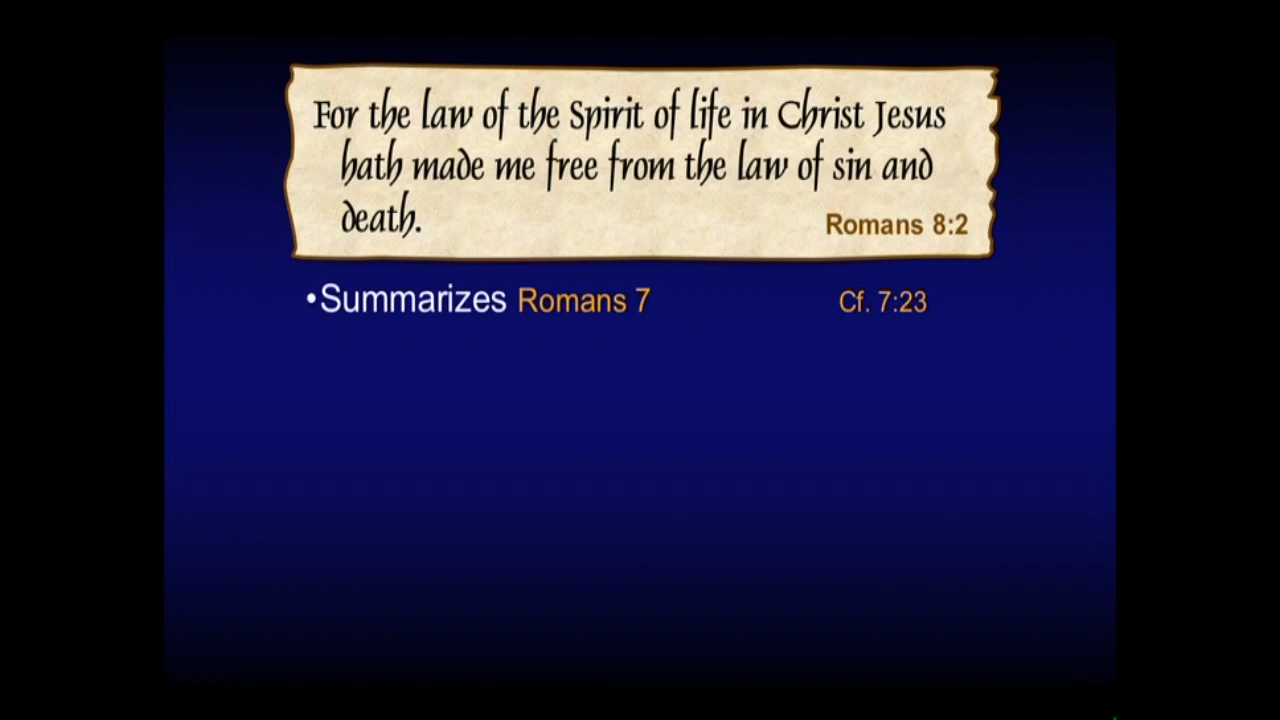 For the law of the Spirit of life in Christ Jesus
hath made me free from the law of sin and
death.
Romans 8:2
•Summarizes Romans 7 Cf. 7:23